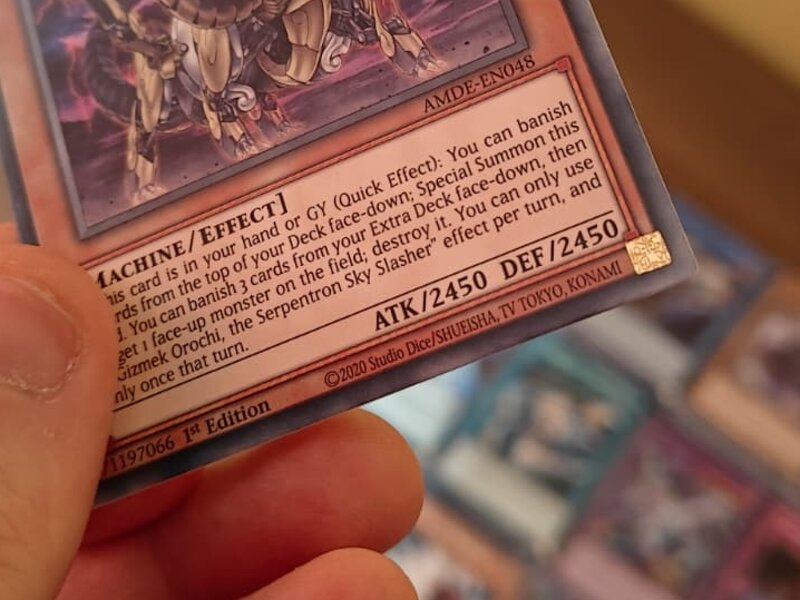 AMDE-EN048
MACHINE/EFFECT]
his card is in your hand or GY (Quick Effect): You can banish
rds from the top of your Deck face-down; Special Summon this
d. You can banish 3 cards from your Extra Deck face-down, then
get 1 face-up monster on the field; destroy it. You can only use
Gizmek Orochi, the Serpentron Sky Slasher" effect per turn, and
nly once that turn.
ATK/2450 DEF/2450
1197066 1st Edition
©2020 Studio Dice/SHUEISHA, TV TOKYO, KONAMI